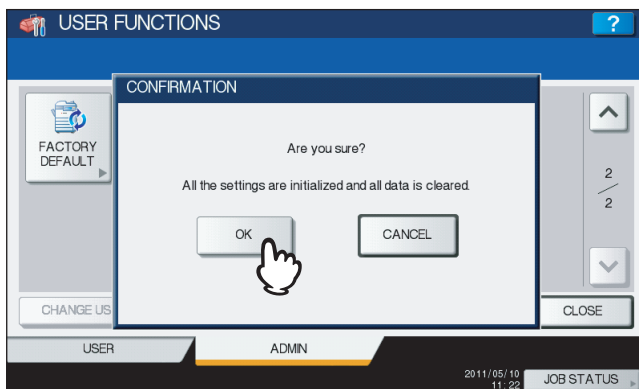 USER FUNCTIONS
?
CONFIRMATION
FACTORY
DEFAULT
Are you sure?
All the settings are initialized and all data is cleared.
OK
CANCEL
2
2
CHANGE US
CLOSE
USER
ADMIN
2011/05/10
11:22
JOB STATUS